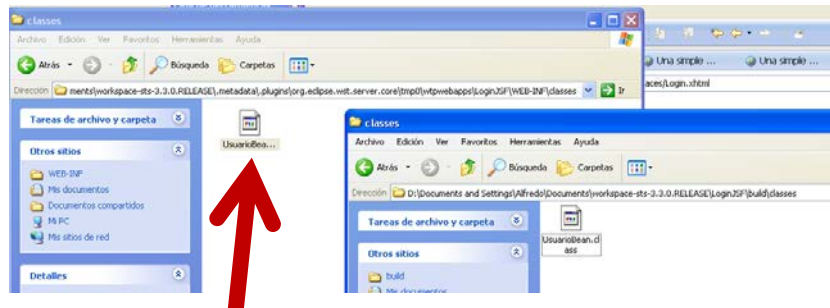 classes
Archivo Edición Ver Favoritos Herramientas Ayuda
Atrás Búsqueda Carpetas
Dirección ments\workspace-sts-3.3.0.RELEASE\.metadata\.plugins\org.eclipse.wst.server.core\tmp0\wtpwebapps\LoginJSF\WEB-INF\classes Ir
Tareas de archivo y carpeta
Otros sitios
WEB-INF
Mis documentos
Documentos compartidos
Mi PC
Mis sitios de red
Detalles
UsuarioBea...
Una simple ...
Una simple ...
aces/Login.xhtml
classes
Archivo Edición Ver Favoritos Herramientas Ayuda
Atrás Búsqueda Carpetas
Dirección D:\Documents and Settings\Alfredo\Documents\workspace-sts-3.3.0.RELEASE\LoginJSF\build\classes
Tareas de archivo y carpeta
Otros sitios
build
Mis documentos
UsuarioBean.cl
ass